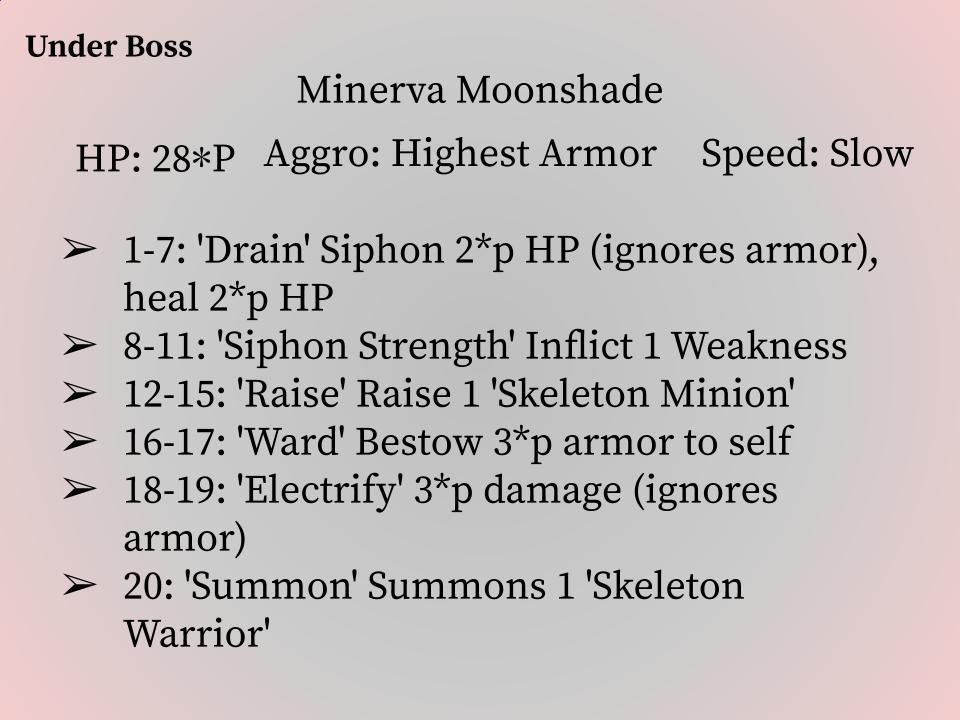 Under Boss
Minerva Moonshade
HP: 28*P Aggro: Highest Armor Speed: Slow
➢ 1-7: 'Drain' Siphon 2*p HP (ignores armor),
heal 2*p HP
➢ 8-11: 'Siphon Strength' Inflict 1 Weakness
➢ 12-15: 'Raise' Raise 1 'Skeleton Minion'
➢ 16-17: 'Ward' Bestow 3*p armor to self
➢ 18-19: 'Electrify' 3*p damage (ignores
armor)
➢ 20: 'Summon' Summons 1 'Skeleton
Warrior'